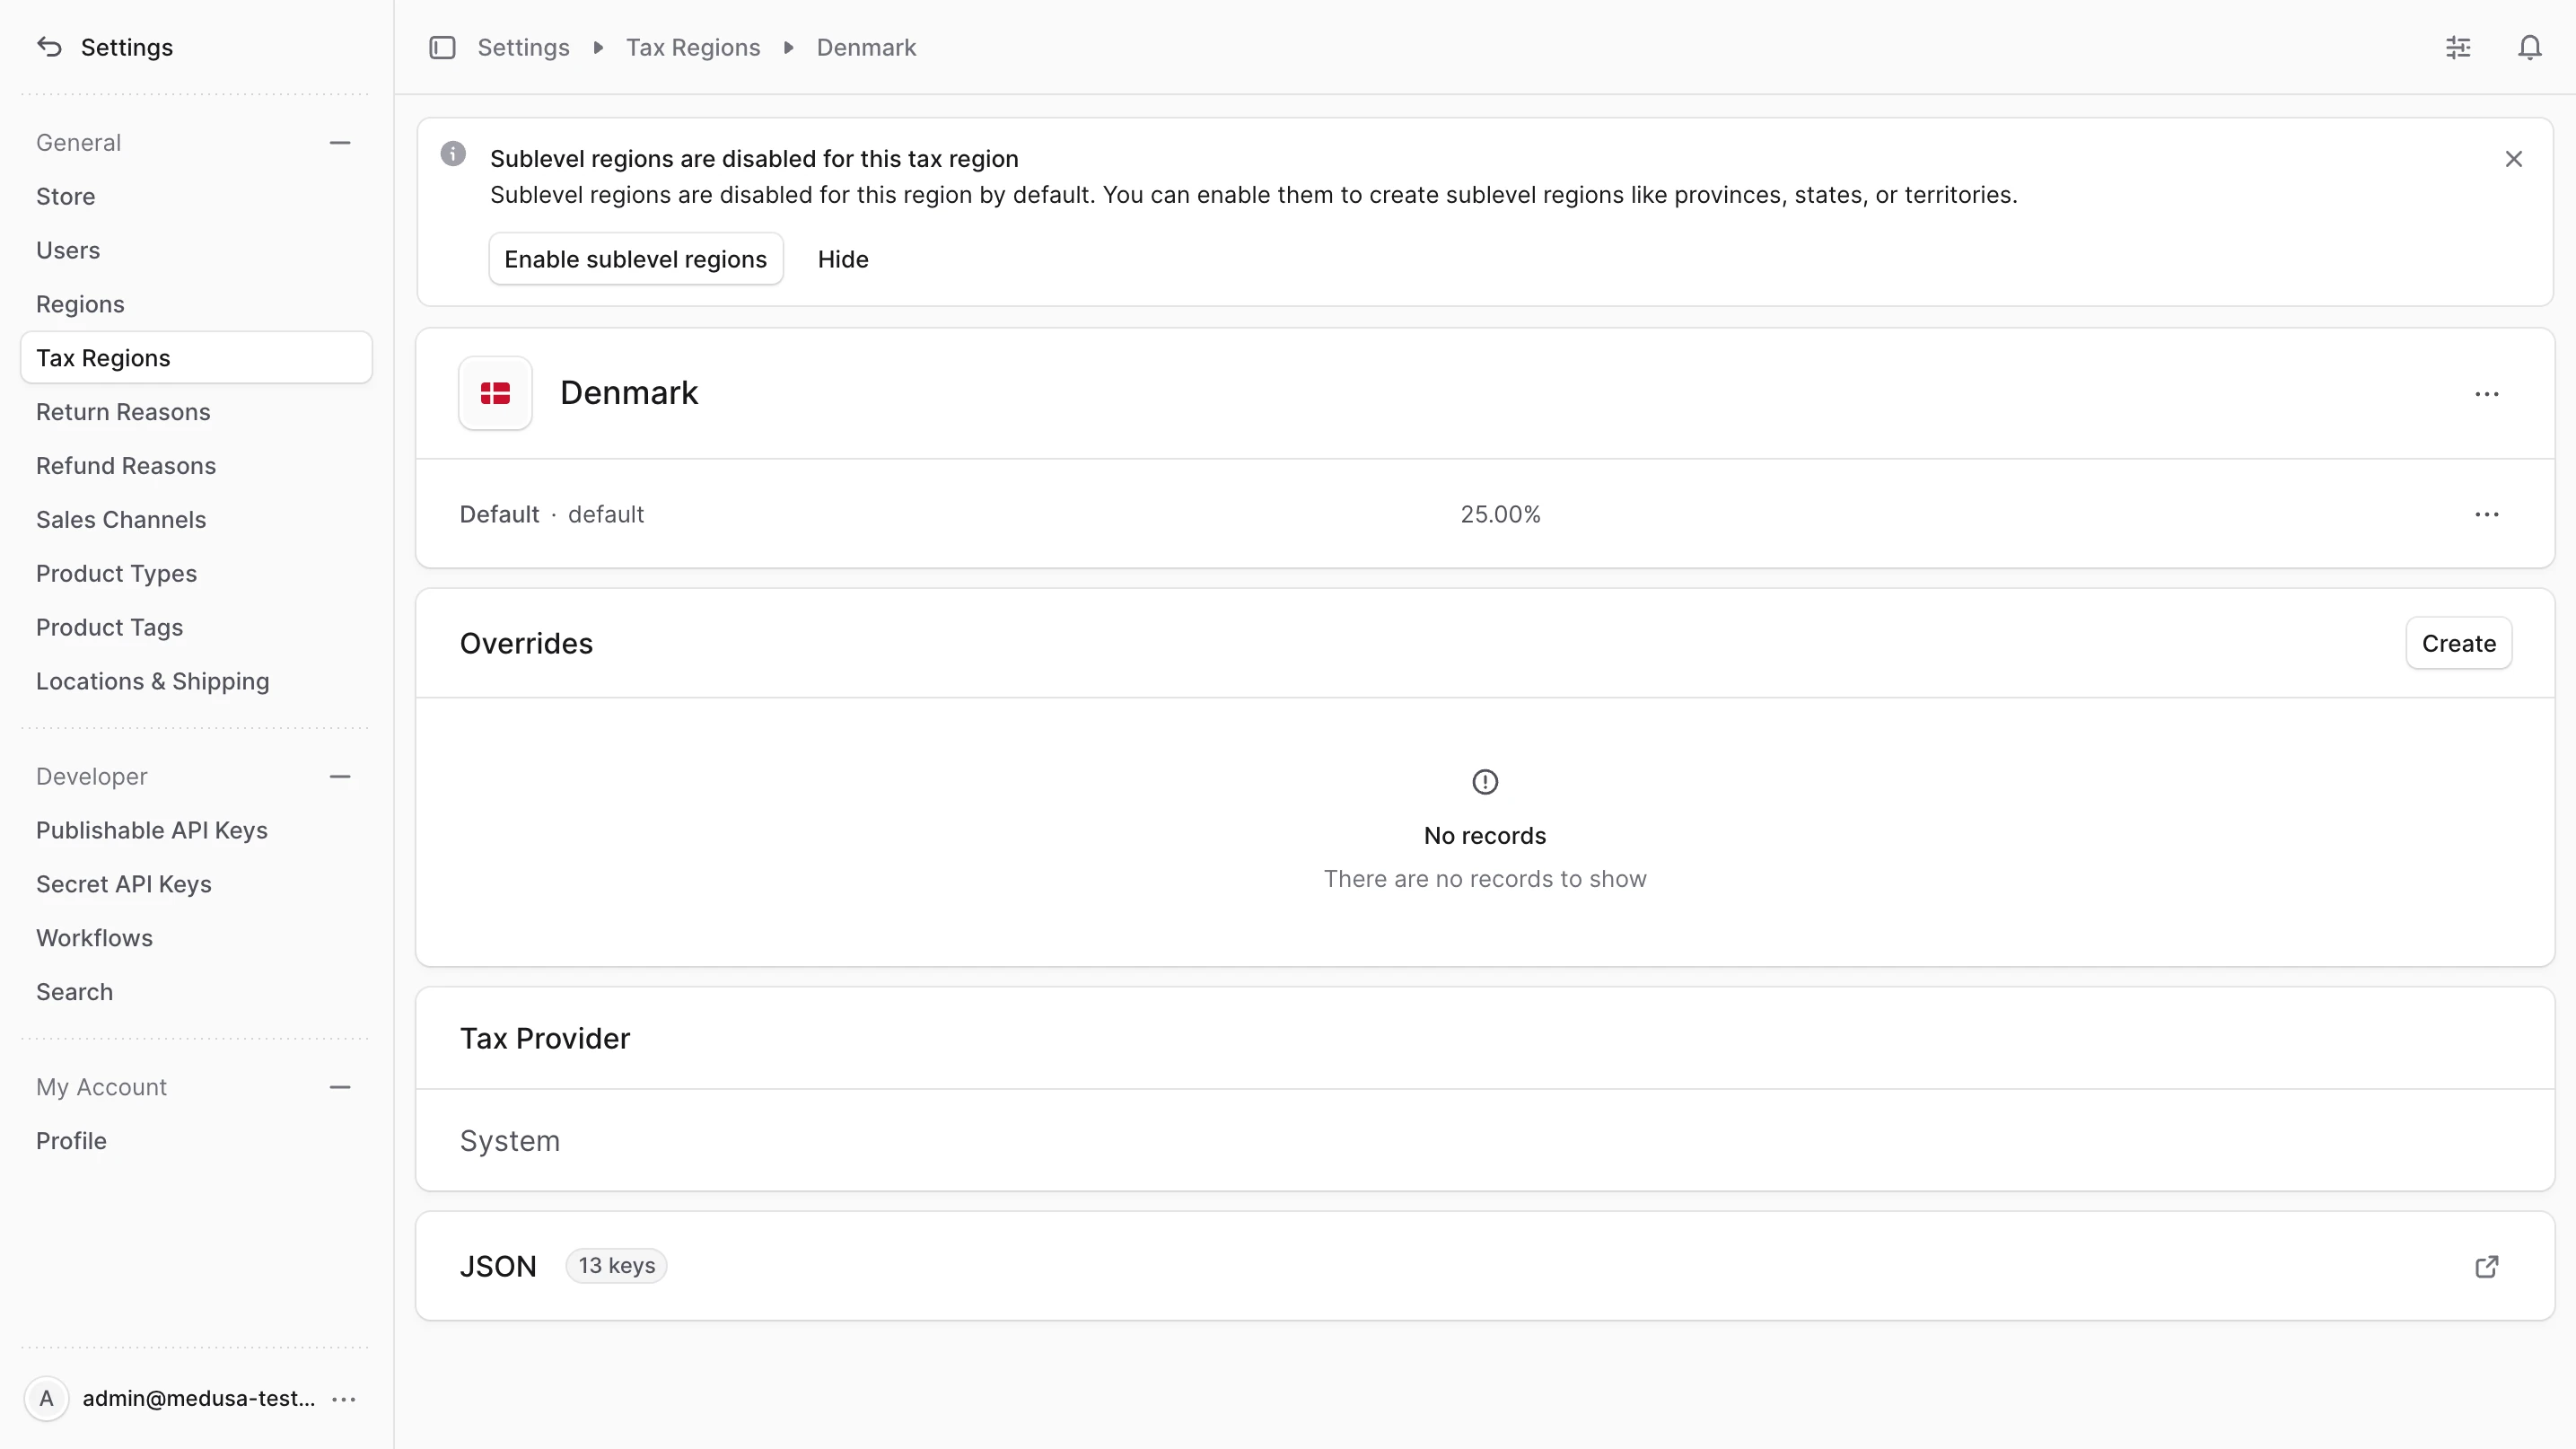 Settings
Settings
Tax Regions
Denmark
General
Store
Users
Regions
Tax Regions
Return Reasons
Refund Reasons
Sales Channels
Product Types
Product Tags
Locations & Shipping
Developer
Publishable API Keys
Secret API Keys
Workflows
Search
My Account
Profile
A
admin@medusa-test...
Sublevel regions are disabled for this tax region
Sublevel regions are disabled for this region by default. You can enable them to create sublevel regions like provinces, states, or territories.
Enable sublevel regions
Hide
Denmark
Default · default
25.00%
Overrides
Create
No records
There are no records to show
Tax Provider
System
JSON
13 keys